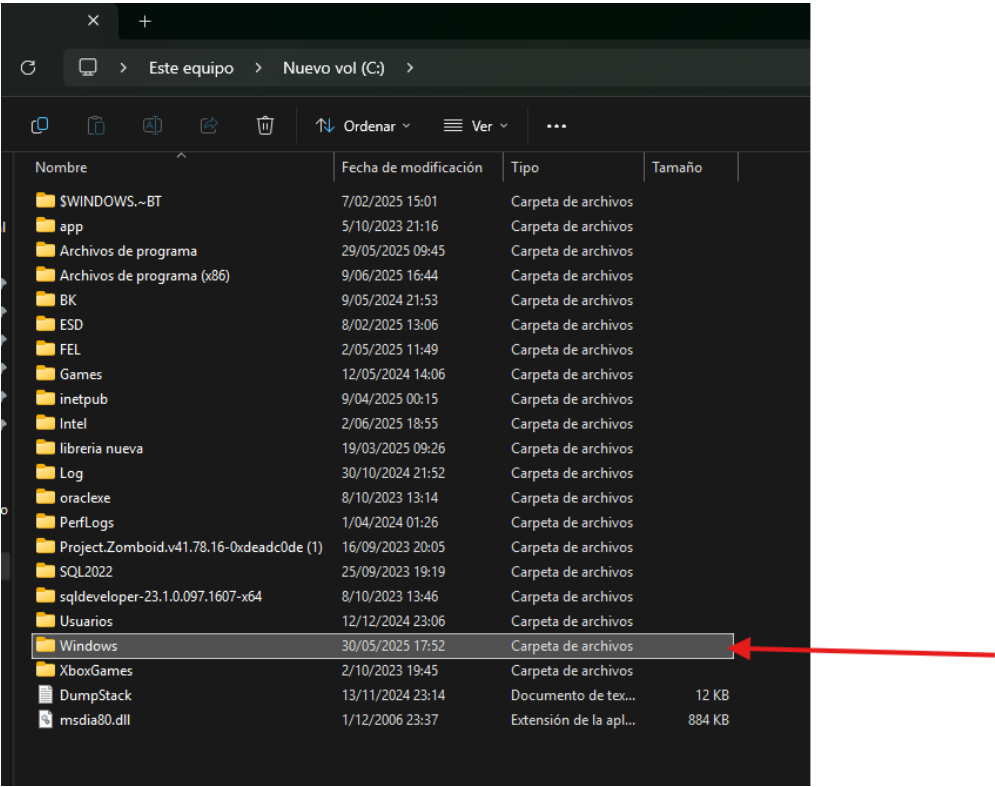 Este equipo > Nuevo vol (C:) >
Ordenar Ver ...
Nombre Fecha de modificación Tipo Tamaño
$WINDOWS.~BT 7/02/2025 15:01 Carpeta de archivos
app 5/10/2023 21:16 Carpeta de archivos
Archivos de programa 29/05/2025 09:45 Carpeta de archivos
Archivos de programa (x86) 9/06/2025 16:44 Carpeta de archivos
BK 9/05/2024 21:53 Carpeta de archivos
ESD 8/02/2025 13:06 Carpeta de archivos
FEL 2/05/2025 11:49 Carpeta de archivos
Games 12/05/2024 14:06 Carpeta de archivos
inetpub 9/04/2025 00:15 Carpeta de archivos
Intel 2/06/2025 18:55 Carpeta de archivos
libreria nueva 19/03/2025 09:26 Carpeta de archivos
Log 30/10/2024 21:52 Carpeta de archivos
oraclexe 8/10/2023 13:14 Carpeta de archivos
PerfLogs 1/04/2024 01:26 Carpeta de archivos
Project.Zomboid.v41.78.16-0xdeadc0de (1) 16/09/2023 20:05 Carpeta de archivos
SQL2022 25/09/2023 19:19 Carpeta de archivos
sqldeveloper-23.1.0.097.1607-x64 8/10/2023 13:46 Carpeta de archivos
Usuarios 12/12/2024 23:06 Carpeta de archivos
Windows 30/05/2025 17:52 Carpeta de archivos
XboxGames 2/10/2023 19:45 Carpeta de archivos
DumpStack 13/11/2024 23:14 Documento de tex... 12 KB
msdia80.dll 1/12/2006 23:37 Extensión de la apl... 884 KB